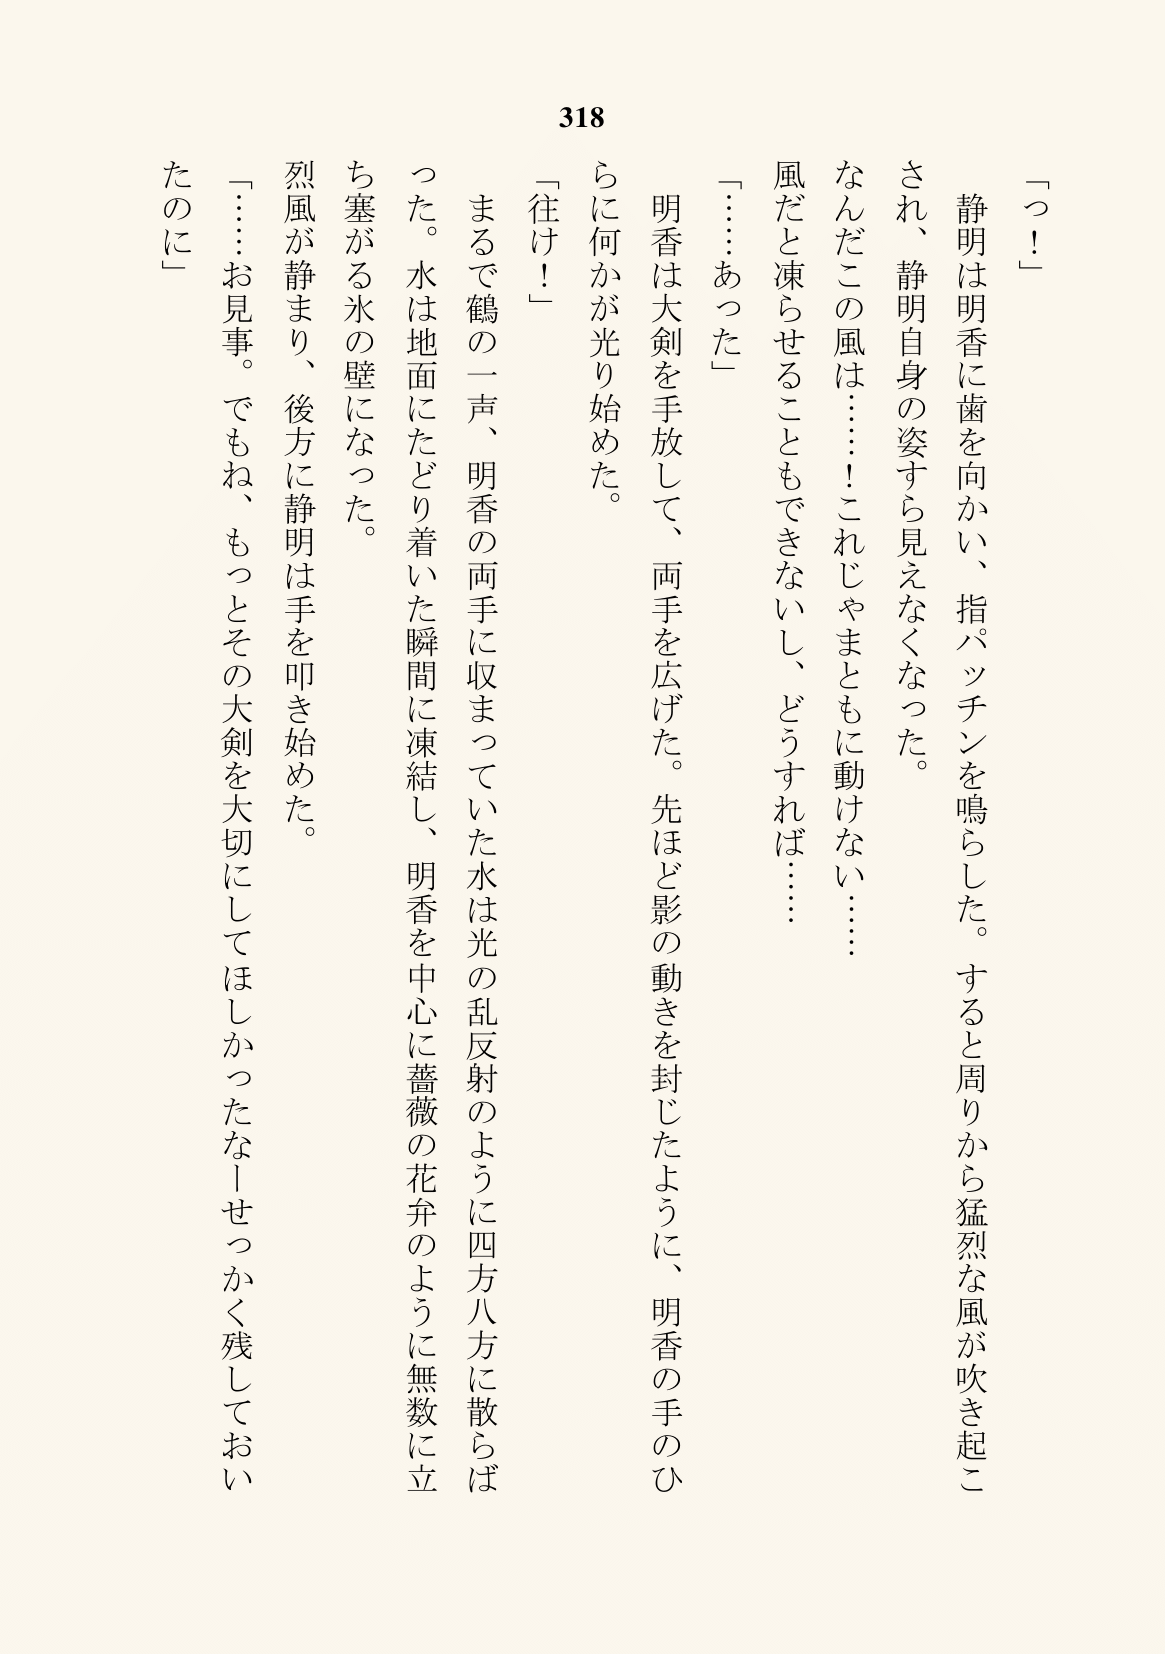 318
「っ！」
　静明は明香に歯を向かい、指パッチンを鳴らした。すると周りから猛烈な風が吹き起こ
され、静明自身の姿すら見えなくなった。
なんだこの風は……！これじゃまともに動けない……
風だと凍らせることもできないし、どうすれば……
「……あった」
　明香は大剣を手放して、両手を広げた。先ほど影の動きを封じたように、明香の手のひ
らに何かが光り始めた。
「往け！」
　まるで鶴の一声、明香の両手に収まっていた水は光の乱反射のように四方八方に散らば
った。水は地面にたどり着いた瞬間に凍結し、明香を中心に薔薇の花弁のように無数に立
ち塞がる氷の壁になった。
烈風が静まり、後方に静明は手を叩き始めた。
「……お見事。でもね、もっとその大剣を大切にしてほしかったなーせっかく残しておい
たのに」